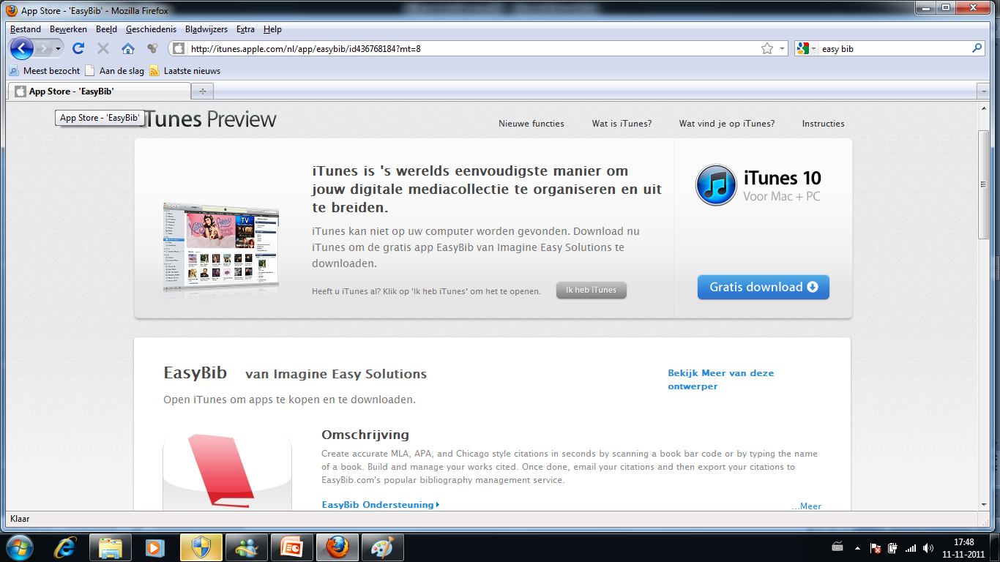 App Store - 'EasyBib' - Mozilla Firefox
Bestand Bewerken Beeld Geschiedenis Bladwijzers Extra Help
http://itunes.apple.com/nl/app/easybib/id436768184?mt=8 easy bib
Meest bezocht Aan de slag Laatste nieuws
App Store - 'EasyBib'
App Store - 'EasyBib'
iTunes Preview
Nieuwe functies Wat is iTunes? Wat vind je op iTunes? Instructies
iTunes is 's werelds eenvoudigste manier om
jouw digitale mediacollectie te organiseren en uit
te breiden.
iTunes kan niet op uw computer worden gevonden. Download nu
iTunes om de gratis app EasyBib van Imagine Easy Solutions te
downloaden.
Heeft u iTunes al? Klik op 'Ik heb iTunes' om het te openen. Ik heb iTunes
iTunes 10
Voor Mac + PC
Gratis download
EasyBib van Imagine Easy Solutions
Bekijk Meer van deze
ontwerper
Open iTunes om apps te kopen en te downloaden.
Omschrijving
Create accurate MLA, APA, and Chicago style citations in seconds by scanning a book bar code or by typing the name
of a book. Build and manage your works cited. Once done, email your citations and then export your citations to
EasyBib.com's popular bibliography management service.
EasyBib Ondersteuning
...Meer
Klaar
17:48
11-11-2011